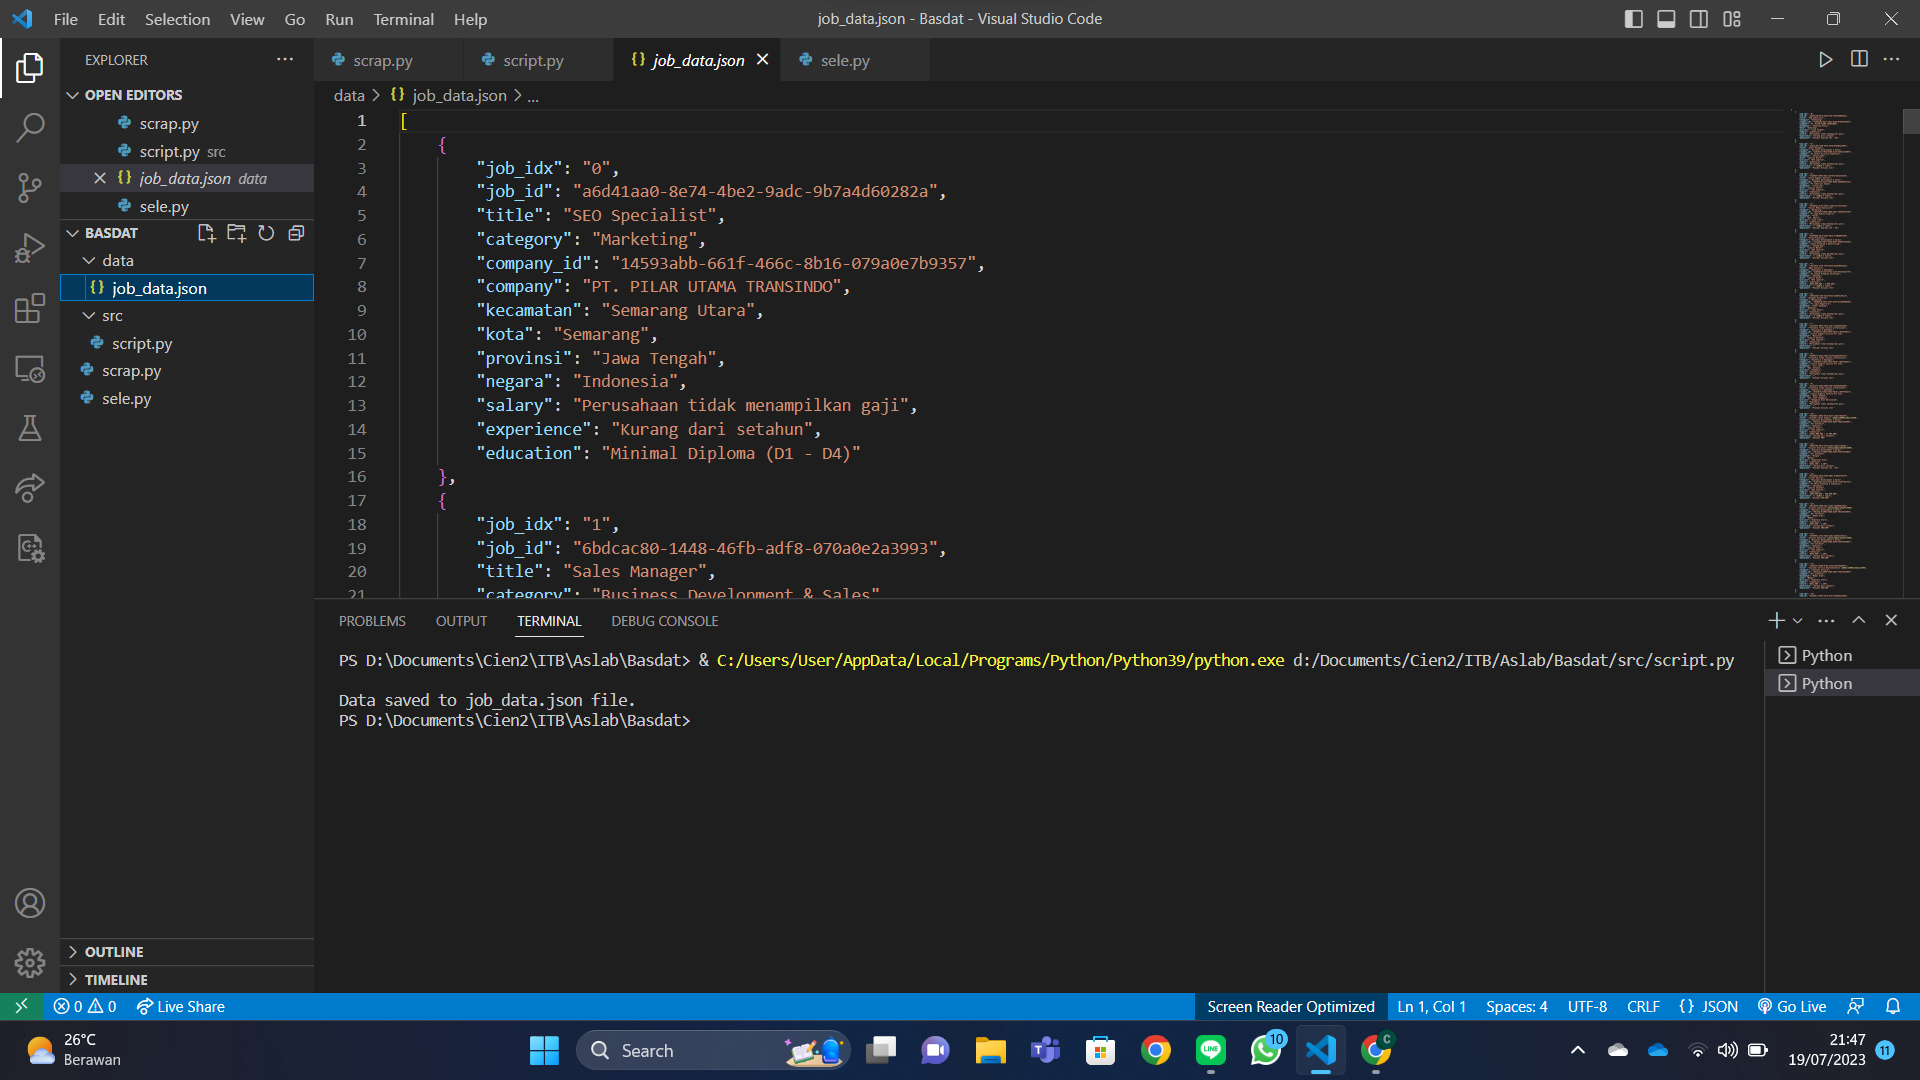 File Edit Selection View Go Run Terminal Help
job_data.json - Basdat - Visual Studio Code
EXPLORER
OPEN EDITORS
scrap.py
script.py src
job_data.json data
sele.py
BASDAT
data
job_data.json
src
script.py
scrap.py
sele.py
OUTLINE
TIMELINE
scrap.py
script.py
job_data.json
sele.py
data > job_data.json > ...
1 [
2 {
3 "job_idx": "0",
4 "job_id": "a6d41aa0-8e74-4be2-9adc-9b7a4d60282a",
5 "title": "SEO Specialist",
6 "category": "Marketing",
7 "company_id": "14593abb-661f-466c-8b16-079a0e7b9357",
8 "company": "PT. PILAR UTAMA TRANSINDO",
9 "kecamatan": "Semarang Utara",
10 "kota": "Semarang",
11 "provinsi": "Jawa Tengah",
12 "negara": "Indonesia",
13 "salary": "Perusahaan tidak menampilkan gaji",
14 "experience": "Kurang dari setahun",
15 "education": "Minimal Diploma (D1 - D4)"
16 },
17 {
18 "job_idx": "1",
19 "job_id": "6bdcac80-1448-46fb-adf8-070a0e2a3993",
20 "title": "Sales Manager",
21 "category": "Business Development & Sales"
PROBLEMS OUTPUT TERMINAL DEBUG CONSOLE
PS D:\Documents\Cien2\ITB\Aslab\Basdat> & C:/Users/User/AppData/Local/Programs/Python/Python39/python.exe d:/Documents/Cien2/ITB/Aslab/Basdat/src/script.py
Data saved to job_data.json file.
PS D:\Documents\Cien2\ITB\Aslab\Basdat>
Python
Python
0 0 Live Share
Screen Reader Optimized Ln 1, Col 1 Spaces: 4 UTF-8 CRLF {} JSON Go Live
26°C
Berawan
Search
10
C
21:47
19/07/2023
11